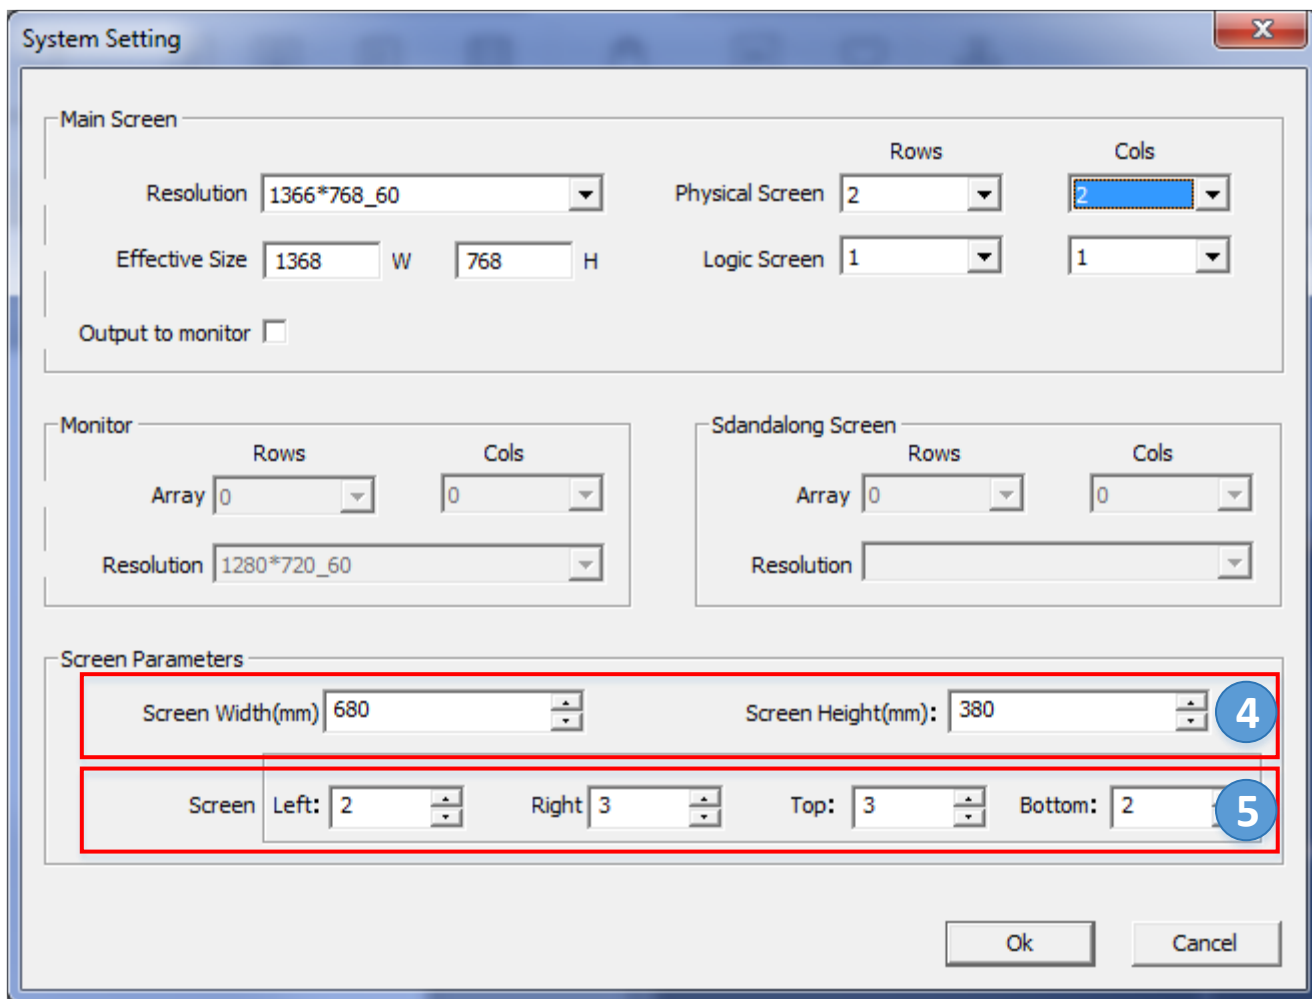 System Setting
x
Main Screen
Rows Cols
Resolution 1366*768_60 Physical Screen 2 2
Effective Size 1368 W 768 H Logic Screen 1 1
Output to monitor
Monitor Sdandalong Screen
Rows Cols Rows Cols
Array 0 0 Array 0 0
Resolution 1280*720_60 Resolution
Screen Parameters
Screen Width(mm) 680 Screen Height(mm): 380 4
Screen Left: 2 Right 3 Top: 3 Bottom: 2 5
Ok Cancel